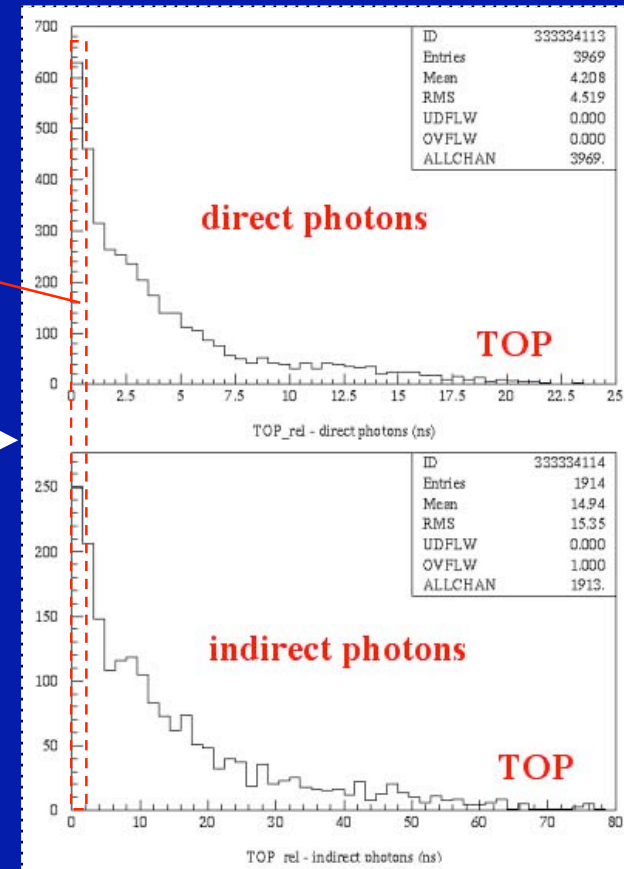 700
600
500
400
300
200
100
0
ID 333334113
Entries 3969
Mean 4.208
RMS 4.519
UDFLW 0.000
OVFLW 0.000
ALLCHAN 3969.
direct photons
TOP
0 2.5 5 7.5 10 12.5 15 17.5 20 22.5 25
TOP_rel - direct photons (ns)
250
200
150
100
50
0
ID 333334114
Entries 1914
Mean 14.94
RMS 15.35
UDFLW 0.000
OVFLW 1.000
ALLCHAN 1913.
indirect photons
TOP
0 10 20 30 40 50 60 70 80
TOP_rel - indirect photons (ns)